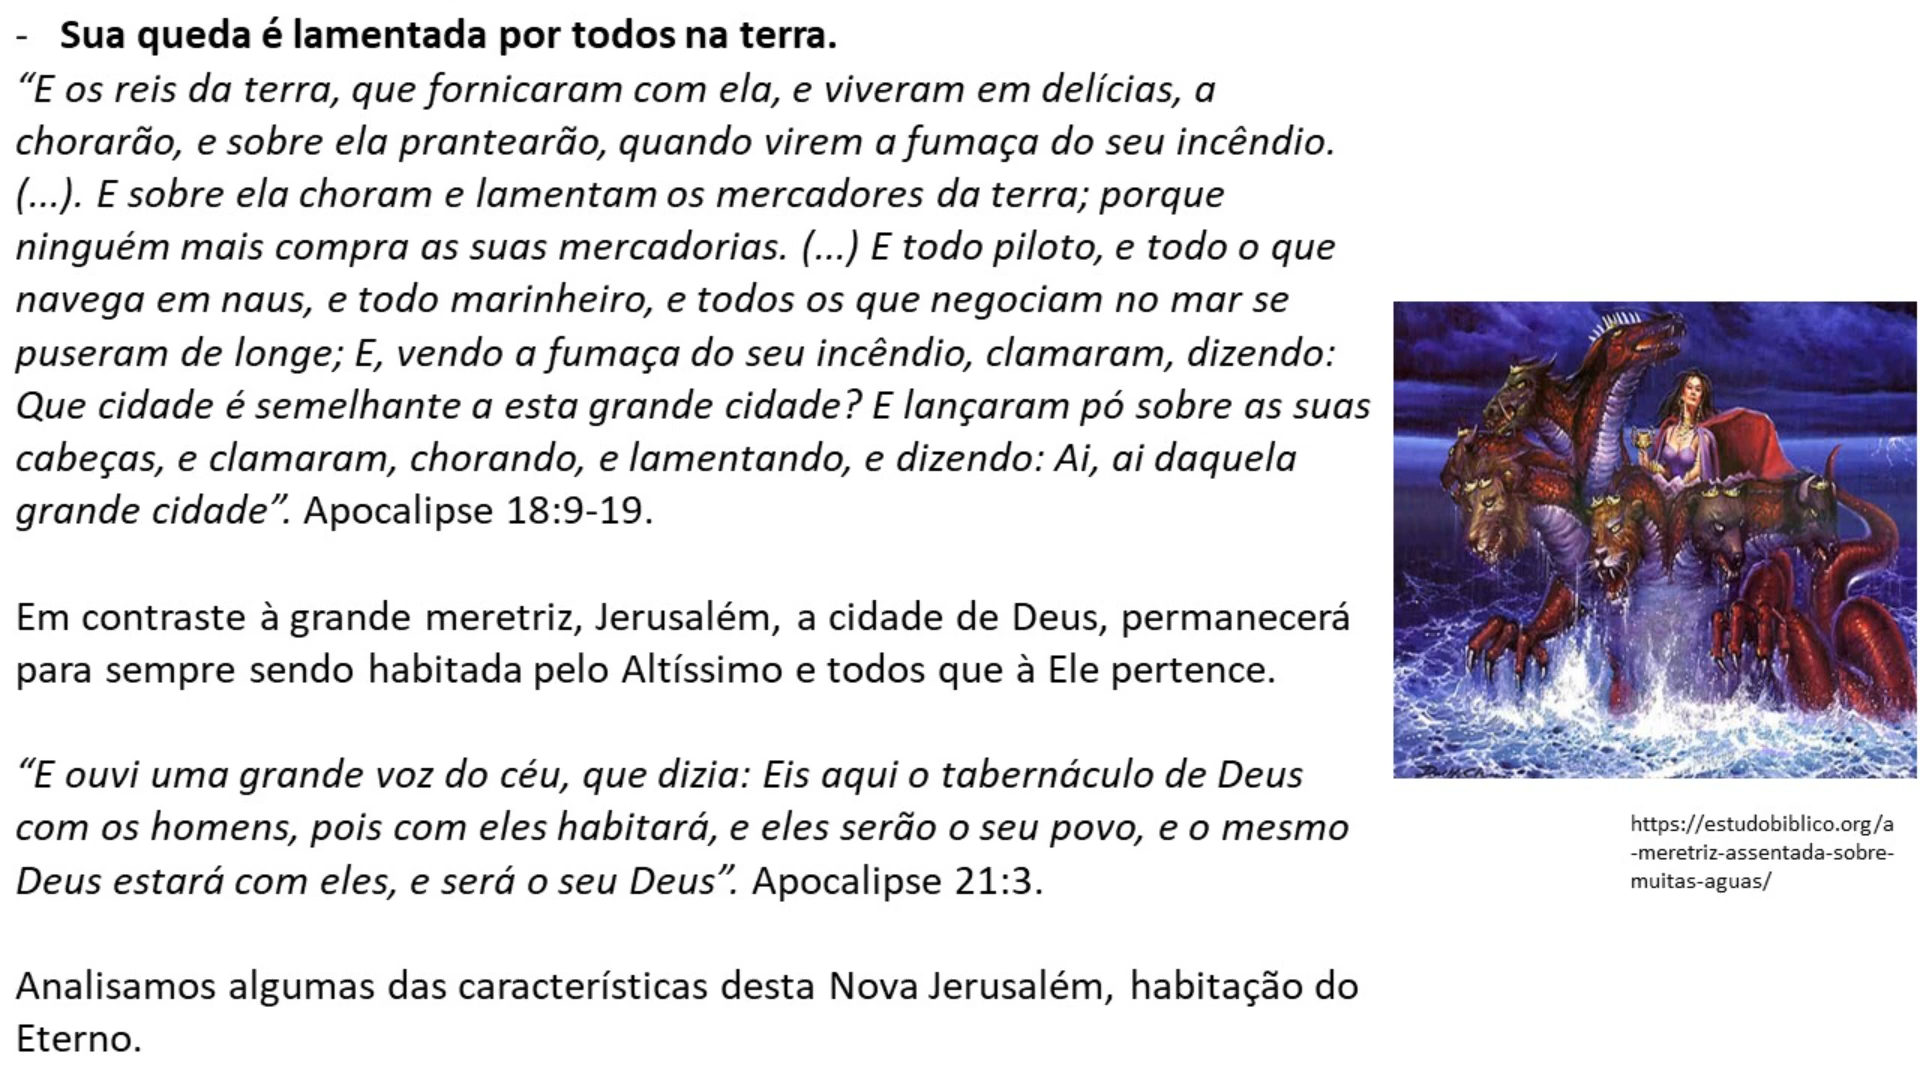 - Sua queda é lamentada por todos na terra.
“E os reis da terra, que fornicaram com ela, e viveram em delícias, a
chorarão, e sobre ela prantearão, quando virem a fumaça do seu incêndio.
(...). E sobre ela choram e lamentam os mercadores da terra; porque
ninguém mais compra as suas mercadorias. (...) E todo piloto, e todo o que
navega em naus, e todo marinheiro, e todos os que negociam no mar se
puseram de longe; E, vendo a fumaça do seu incêndio, clamaram, dizendo:
Que cidade é semelhante a esta grande cidade? E lançaram pó sobre as suas
cabeças, e clamaram, chorando, e lamentando, e dizendo: Ai, ai daquela
grande cidade”. Apocalipse 18:9-19.
Em contraste à grande meretriz, Jerusalém, a cidade de Deus, permanecerá
para sempre sendo habitada pelo Altíssimo e todos que à Ele pertence.
“E ouvi uma grande voz do céu, que dizia: Eis aqui o tabernáculo de Deus
com os homens, pois com eles habitará, e eles serão o seu povo, e o mesmo
Deus estará com eles, e será o seu Deus”. Apocalipse 21:3.
Analisamos algumas das características desta Nova Jerusalém, habitação do
Eterno.
https://estudobiblico.org/a
-meretriz-assentada-sobre-
muitas-aguas/